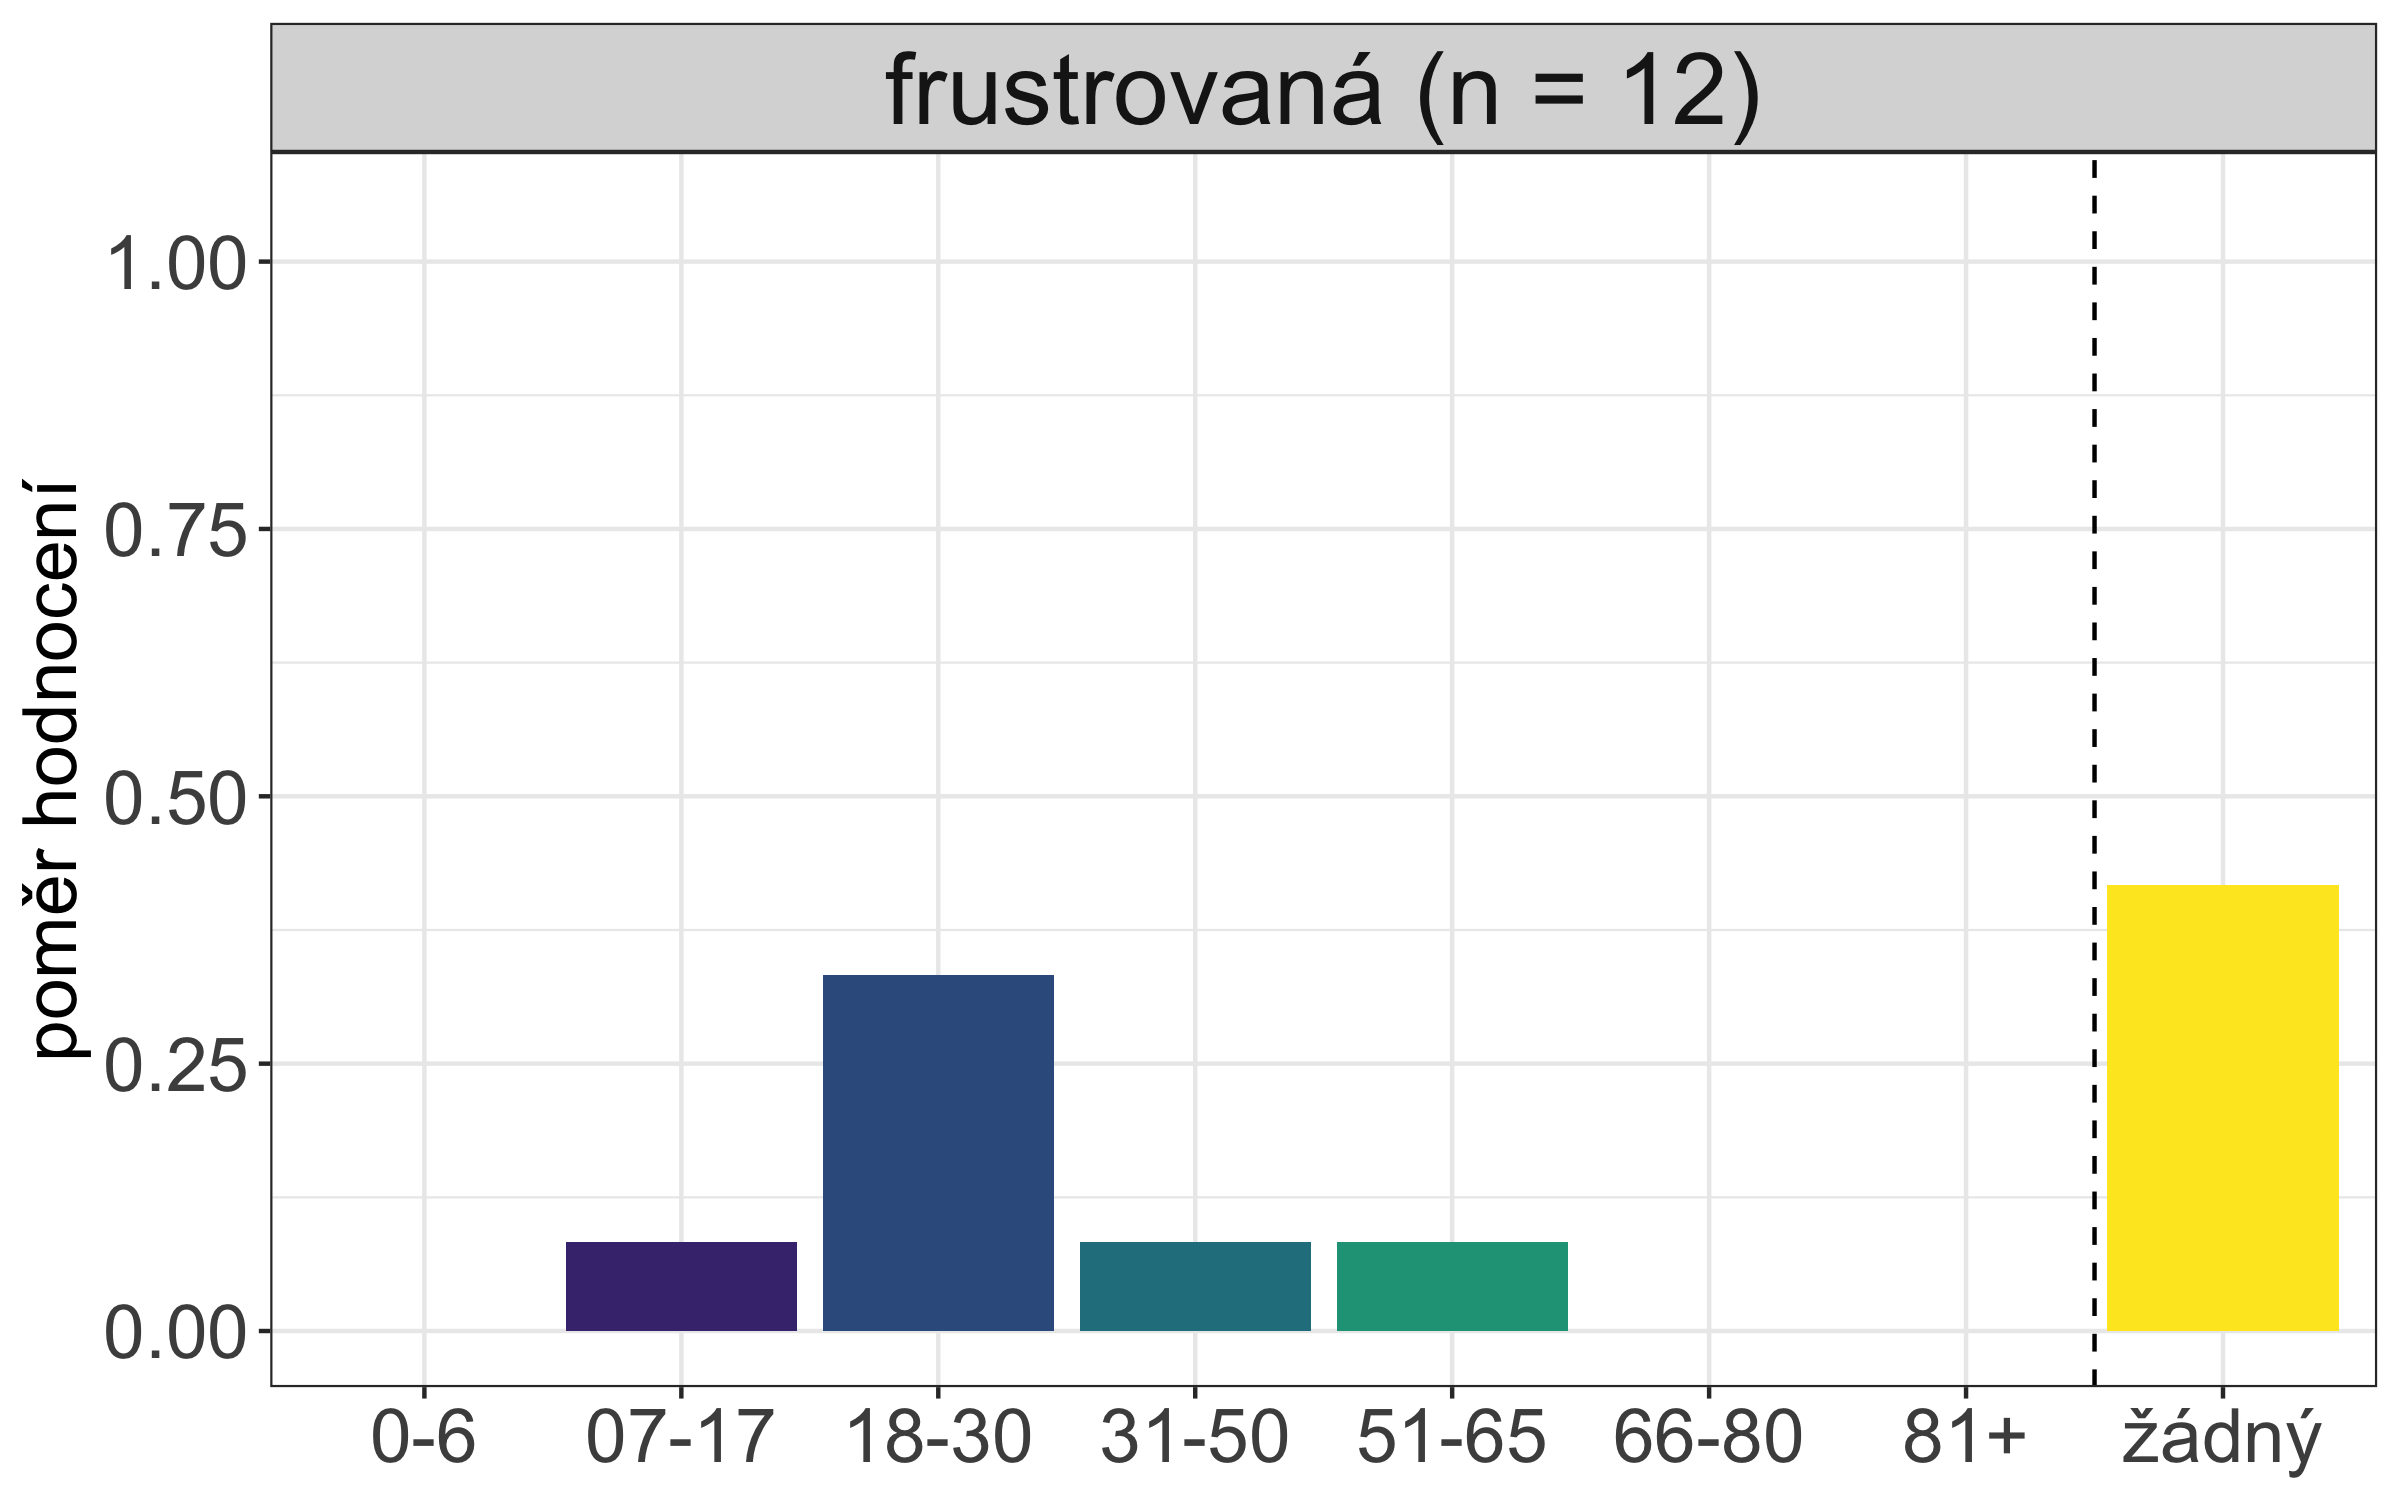 frustrovaná (n = 12)
poměr hodnocení
1.00
0.75
0.50
0.25
0.00
0-6 07-17 18-30 31-50 51-65 66-80 81+ žádný